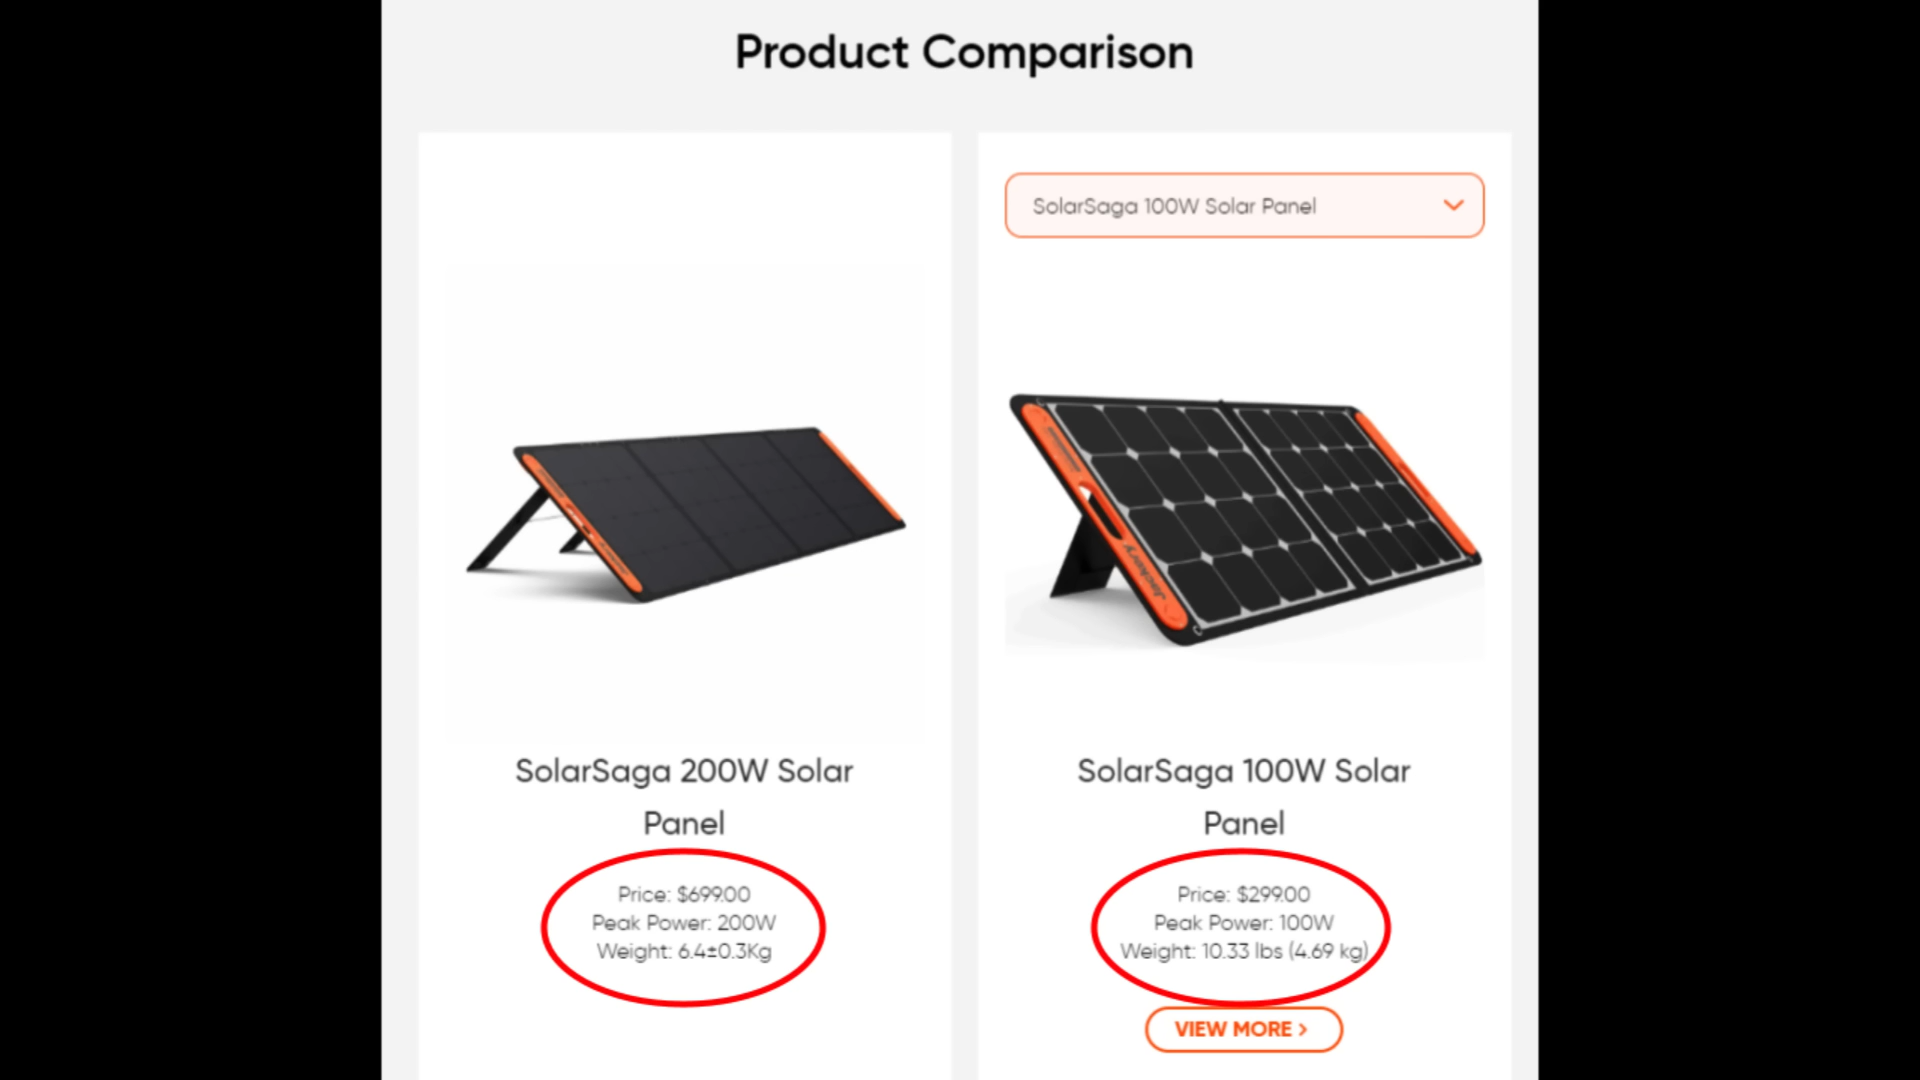 Product Comparison
SolarSaga 100W Solar Panel
Jackery
SolarSaga 200W Solar
Panel
Price: $699.00
Peak Power: 200W
Weight: 6.4±0.3Kg
SolarSaga 100W Solar
Panel
Price: $299.00
Peak Power: 100W
Weight: 10.33 lbs (4.69 kg)
VIEW MORE >